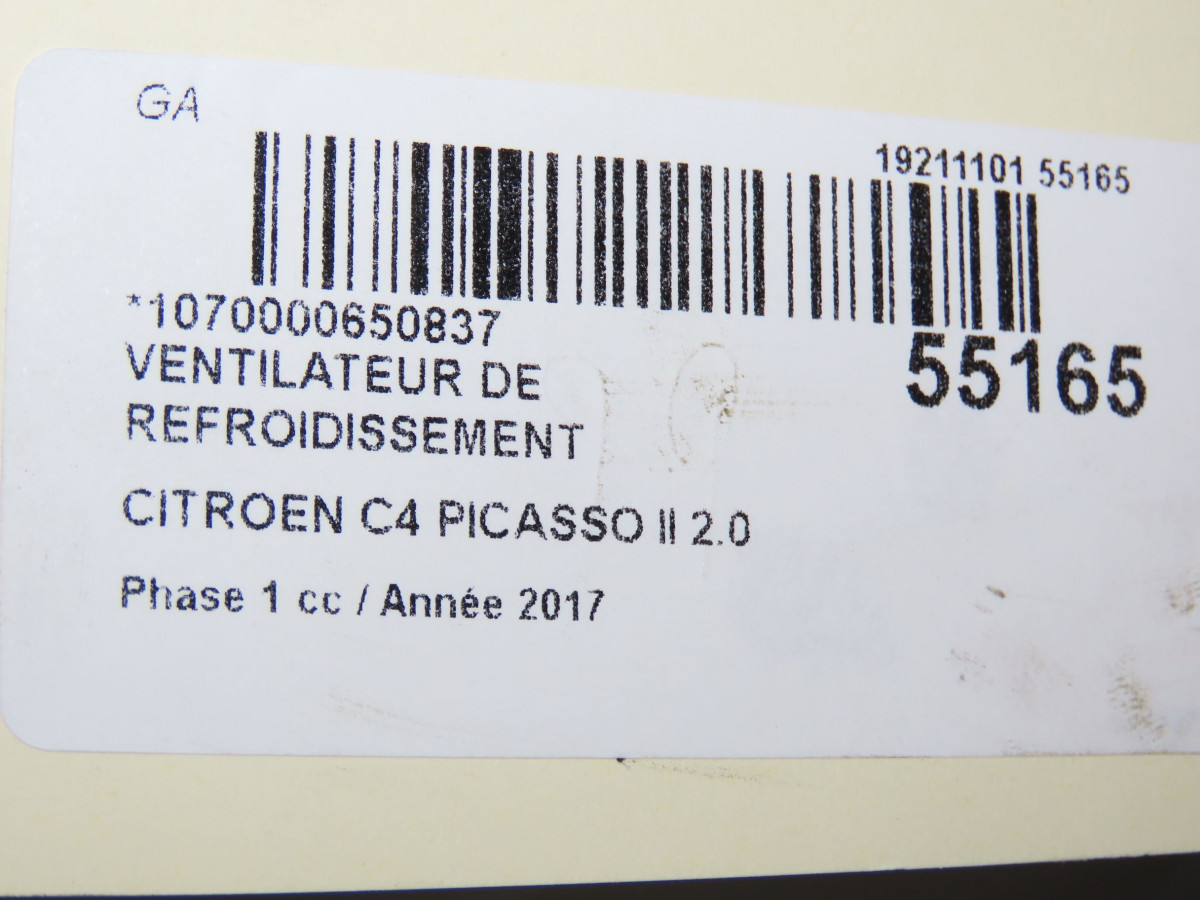 GA
19211101 55165
*1070000650837
55165
VENTILATEUR DE
REFROIDISSEMENT
CITROEN C4 PICASSO II 2.0
Phase 1 cc / Année 2017